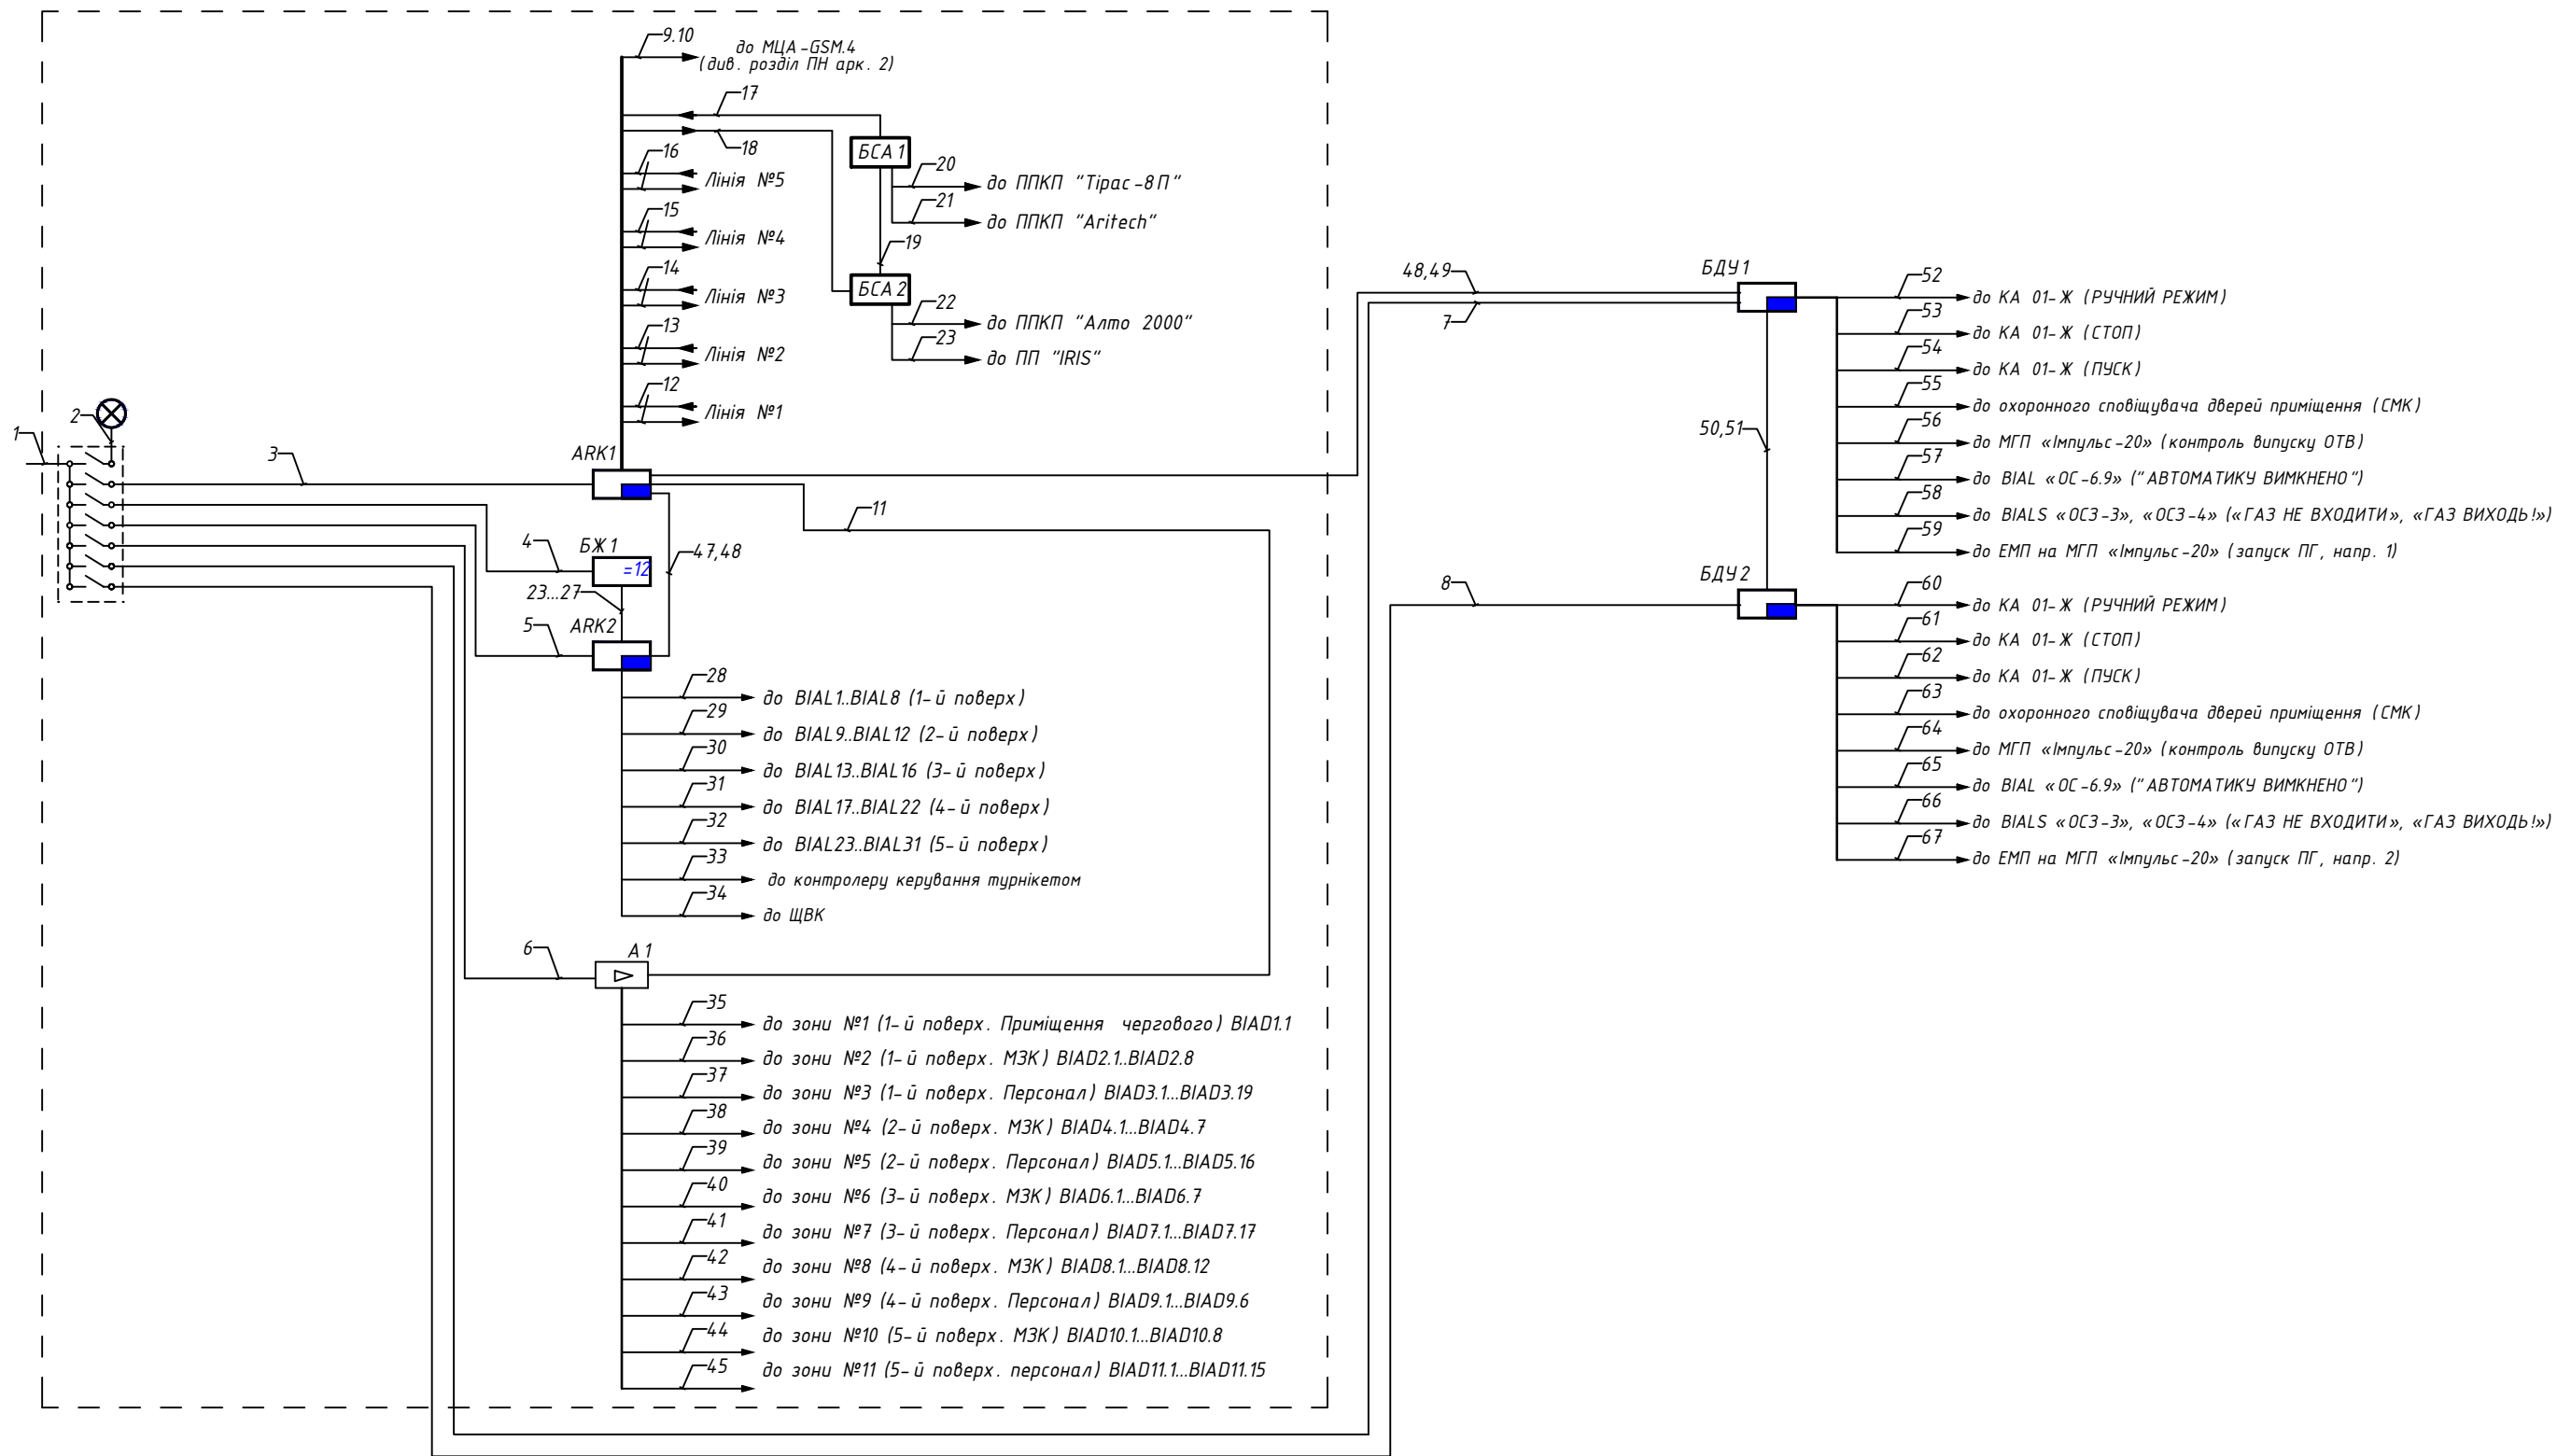 9.10
до МЦА-GSM.4
(див. розділ ПН арк. 2)
17
18
БСА1
16
Лінія №5
20
до ППКП "Тірас-8П"
21
до ППКП "Aritech"
15
Лінія №4
19
14
Лінія №3
БСА2
22
до ППКП "Алто 2000"
13
Лінія №2
23
до ПП "IRIS"
12
Лінія №1
1
2
3
ARK1
11
4
БЖ1
=12
47,48
23...27
5
ARK2
28
до BIAL1..BIAL8 (1-й поверх)
29
до BIAL9..BIAL12 (2-й поверх)
30
до BIAL13..BIAL16 (3-й поверх)
31
до BIAL17..BIAL22 (4-й поверх)
32
до BIAL23..BIAL31 (5-й поверх)
33
до контролеру керування турнікетом
34
до ЩВК
6
А1
35
до зони №1 (1-й поверх. Приміщення чергового) BIAD1.1
36
до зони №2 (1-й поверх. МЗК) BIAD2.1..BIAD2.8
37
до зони №3 (1-й поверх. Персонал) BIAD3.1...BIAD3.19
38
до зони №4 (2-й поверх. МЗК) BIAD4.1...BIAD4.7
39
до зони №5 (2-й поверх. Персонал) BIAD5.1...BIAD5.16
40
до зони №6 (3-й поверх. МЗК) BIAD6.1...BIAD6.7
41
до зони №7 (3-й поверх. Персонал) BIAD7.1...BIAD7.17
42
до зони №8 (4-й поверх. МЗК) BIAD8.1...BIAD8.12
43
до зони №9 (4-й поверх. Персонал) BIAD9.1...BIAD9.6
44
до зони №10 (5-й поверх. МЗК) BIAD10.1...BIAD10.8
45
до зони №11 (5-й поверх. персонал) BIAD11.1...BIAD11.15
48,49
7
БДУ1
52
до КА 01-Ж (РУЧНИЙ РЕЖИМ)
53
до КА 01-Ж (СТОП)
54
до КА 01-Ж (ПУСК)
55
до охоронного сповіщувача дверей приміщення (СМК)
50,51
56
до МГП «Імпульс-20» (контроль випуску ОТВ)
57
до BIAL «ОС-6.9» ("АВТОМАТИКУ ВИМКНЕНО")
58
до BIALS «ОСЗ-3», «ОСЗ-4» («ГАЗ НЕ ВХОДИТИ», «ГАЗ ВИХОДЬ!»)
59
до ЕМП на МГП «Імпульс-20» (запуск ПГ, напр. 1)
8
БДУ2
60
до КА 01-Ж (РУЧНИЙ РЕЖИМ)
61
до КА 01-Ж (СТОП)
62
до КА 01-Ж (ПУСК)
63
до охоронного сповіщувача дверей приміщення (СМК)
64
до МГП «Імпульс-20» (контроль випуску ОТВ)
65
до BIAL «ОС-6.9» ("АВТОМАТИКУ ВИМКНЕНО")
66
до BIALS «ОСЗ-3», «ОСЗ-4» («ГАЗ НЕ ВХОДИТИ», «ГАЗ ВИХОДЬ!»)
67
до ЕМП на МГП «Імпульс-20» (запуск ПГ, напр. 2)